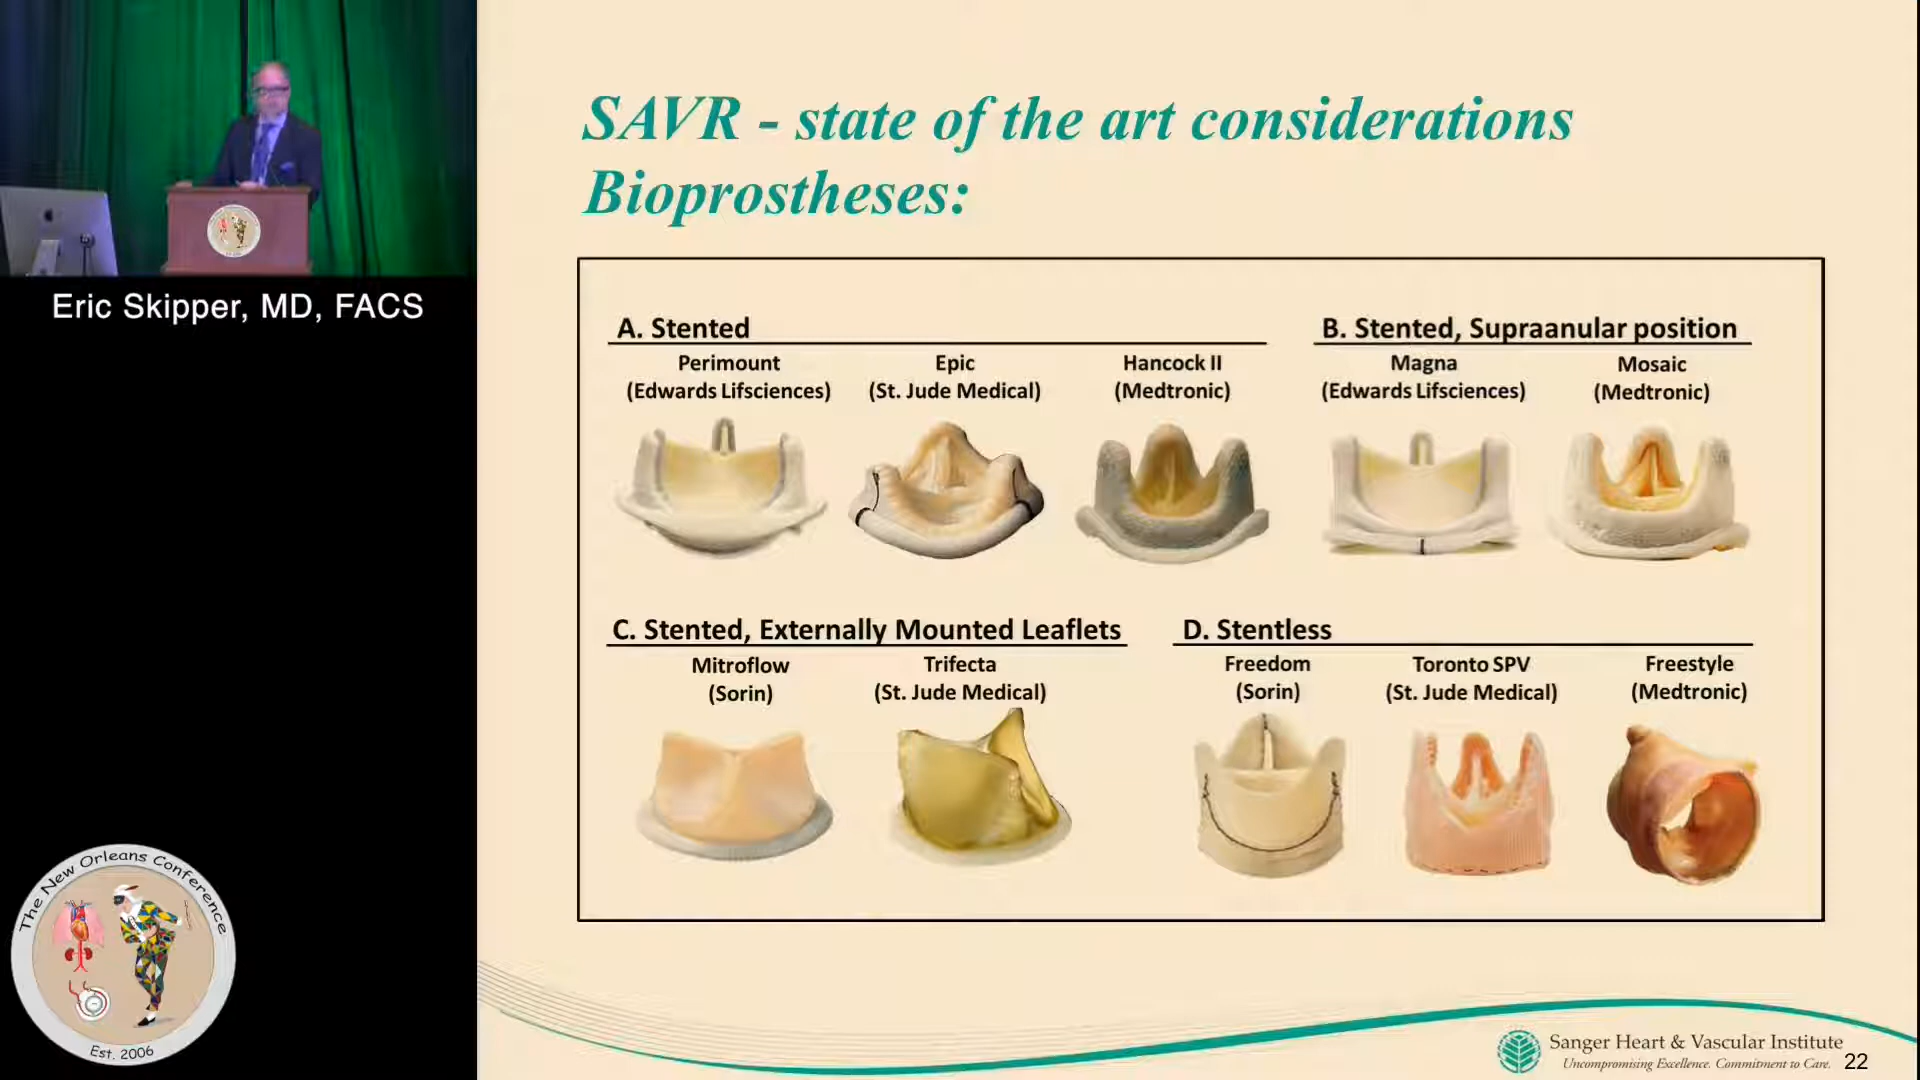 SAVR - state of the art considerations
Bioprostheses:
Eric Skipper, MD, FACS
A. Stented
Perimount
(Edwards Lifsciences)
Epic
(St. Jude Medical)
Hancock II
(Medtronic)
B. Stented, Supraanular position
Magna
(Edwards Lifsciences)
Mosaic
(Medtronic)
C. Stented, Externally Mounted Leaflets
Mitroflow
(Sorin)
Trifecta
(St. Jude Medical)
D. Stentless
Freedom
(Sorin)
Toronto SPV
(St. Jude Medical)
Freestyle
(Medtronic)
The New Orleans Conference
Est. 2006
Sanger Heart & Vascular Institute
Uncompromising Excellence. Commitment to Care.
22